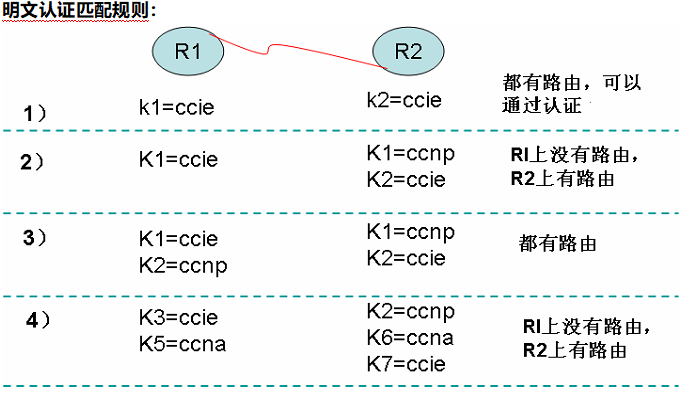 明文认证匹配规则：
R1 R2
1） k1=ccie k2=ccie 都有路由，可以
通过认证
2） K1=ccie K1=ccnp RI上没有路由，
K2=ccie R2上有路由
3） K1=ccie K1=ccnp 都有路由
K2=ccnp K2=ccie
4） K3=ccie K2=ccnp RI上没有路由，
K5=ccna K6=ccna R2上有路由
K7=ccie